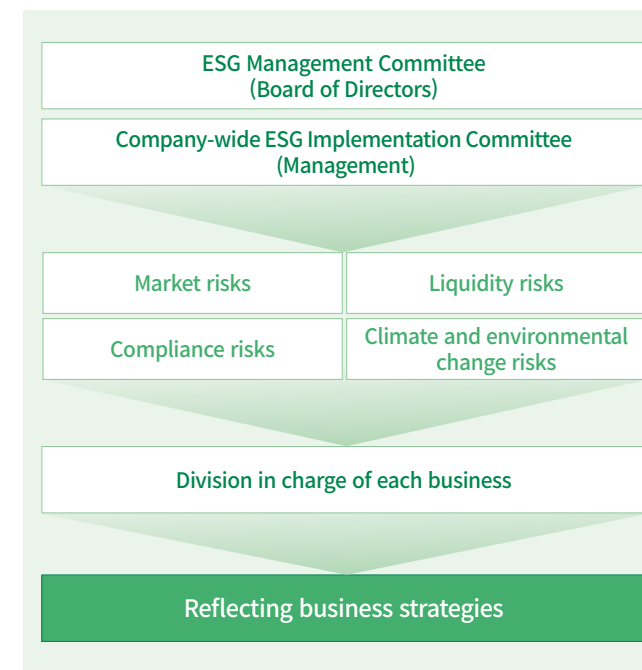 ESG Management Committee
(Board of Directors)
Company-wide ESG Implementation Committee
(Management)
Market risks
Liquidity risks
Compliance risks
Climate and environmental
change risks
Division in charge of each business
Reflecting business strategies